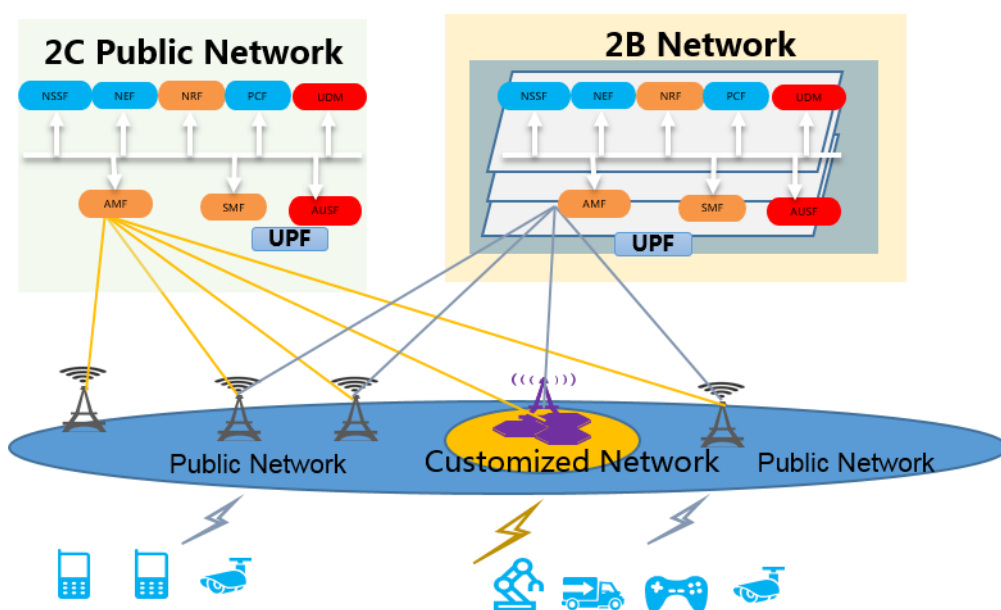 2C Public Network
NSSF NEF NRF PCF UDM
AMF SMF AUSF
UPF
2B Network
NSSF NEF NRF PCF UDM
AMF SMF AUSF
UPF
Public Network
Customized Network
Public Network